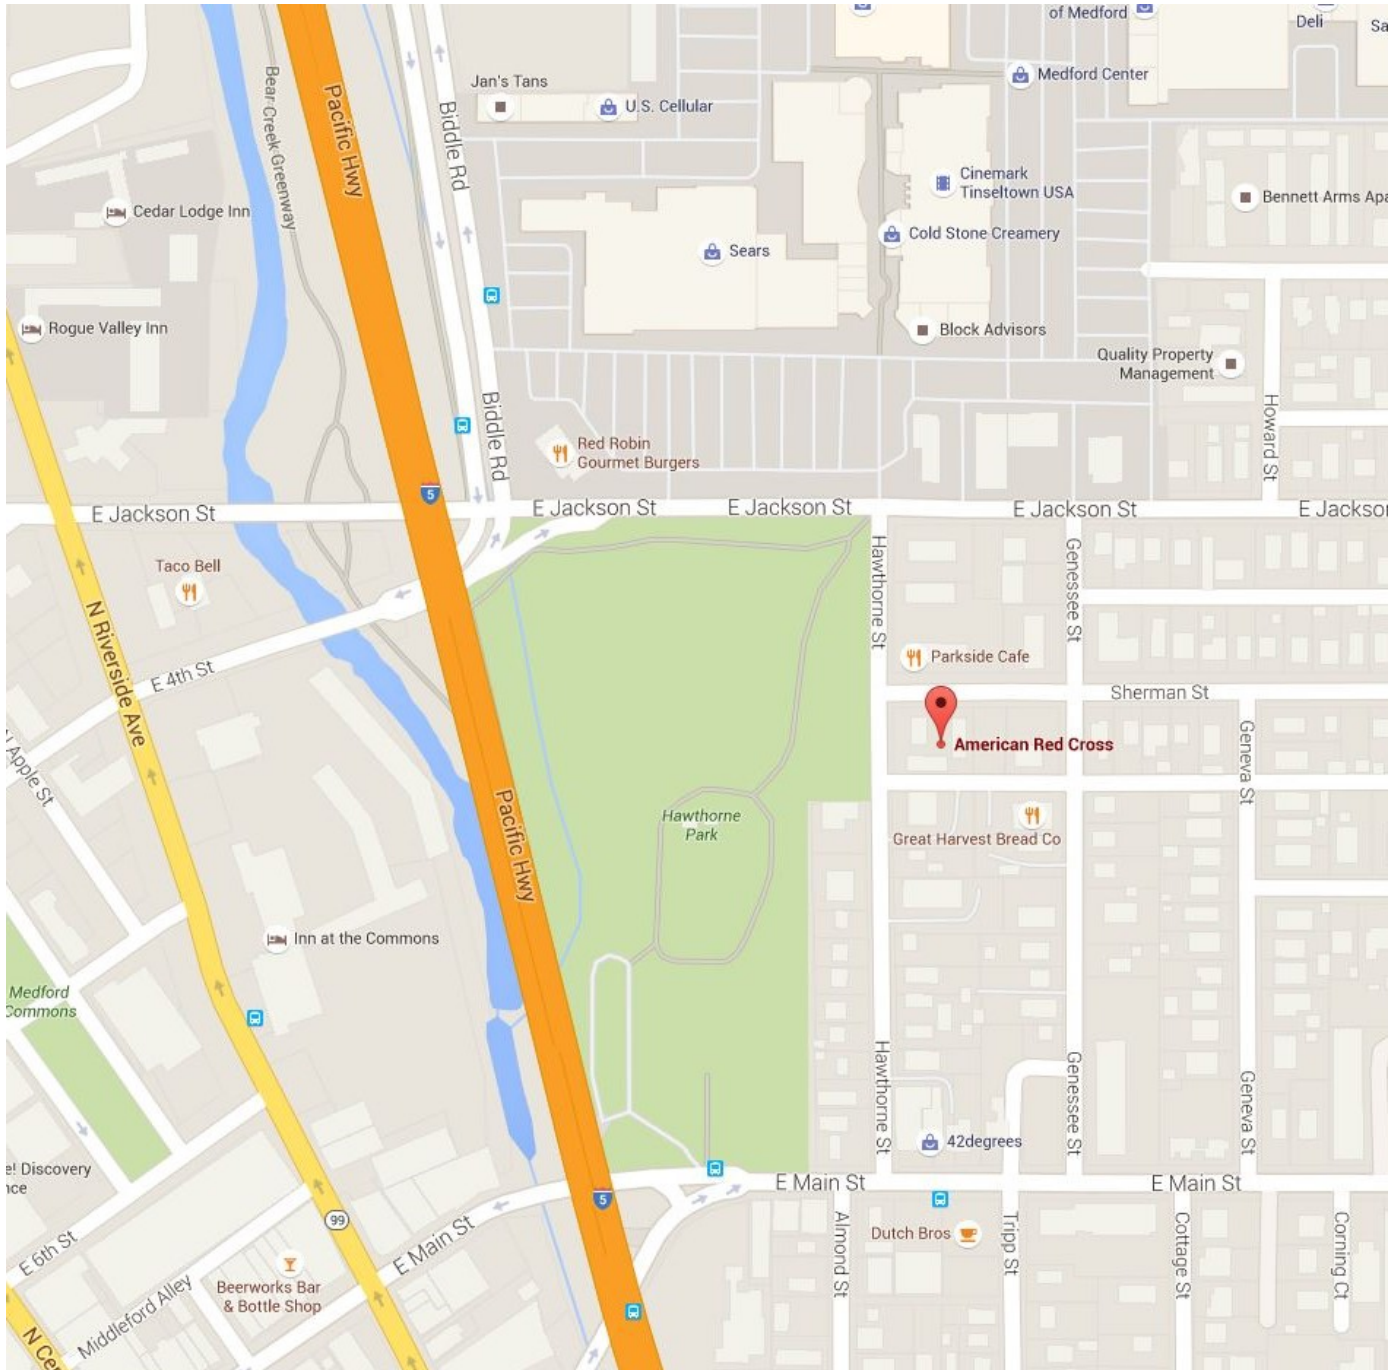 of Medford
Deli
Sa
Jan's Tans
U.S. Cellular
Medford Center
Bear Creek Greenway
Pacific Hwy
Biddle Rd
Cinemark
Tinseltown USA
Bennett Arms Apa
Cedar Lodge Inn
Cold Stone Creamery
Sears
Rogue Valley Inn
Block Advisors
Quality Property
Management
Howard St
Biddle Rd
Red Robin
Gourmet Burgers
5
E Jackson St
E Jackson St
E Jackson St
E Jackson St
E Jackson
Taco Bell
Hawthorne St
Genessee St
N Riverside Ave
E 4th St
Parkside Cafe
Sherman St
American Red Cross
Geneva St
Apple St
Pacific Hwy
Hawthorne
Park
Great Harvest Bread Co
Inn at the Commons
Medford
Commons
Hawthorne St
Genessee St
Geneva St
42degrees
e! Discovery
nce
E Main St
E Main St
5
99
E 6th St
E Main St
Almond St
Dutch Bros
Tripp St
Cottage St
Corning Ct
Beerworks Bar
& Bottle Shop
Middleford Alley
N Cen